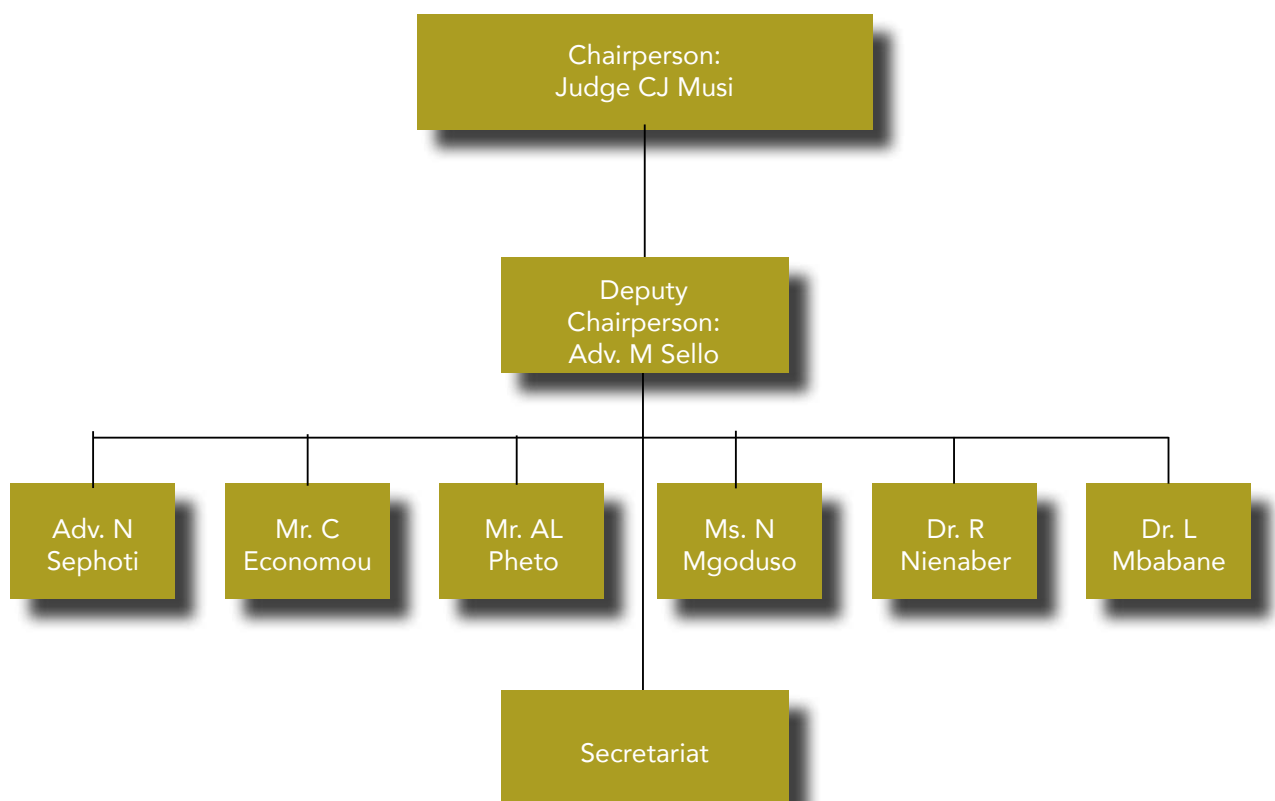 Chairperson:
Judge CJ Musi
Deputy
Chairperson:
Adv. M Sello
Adv. N
Sephoti
Mr. C
Economou
Mr. AL
Pheto
Ms. N
Mgoduso
Dr. R
Nienaber
Dr. L
Mbabane
Secretariat